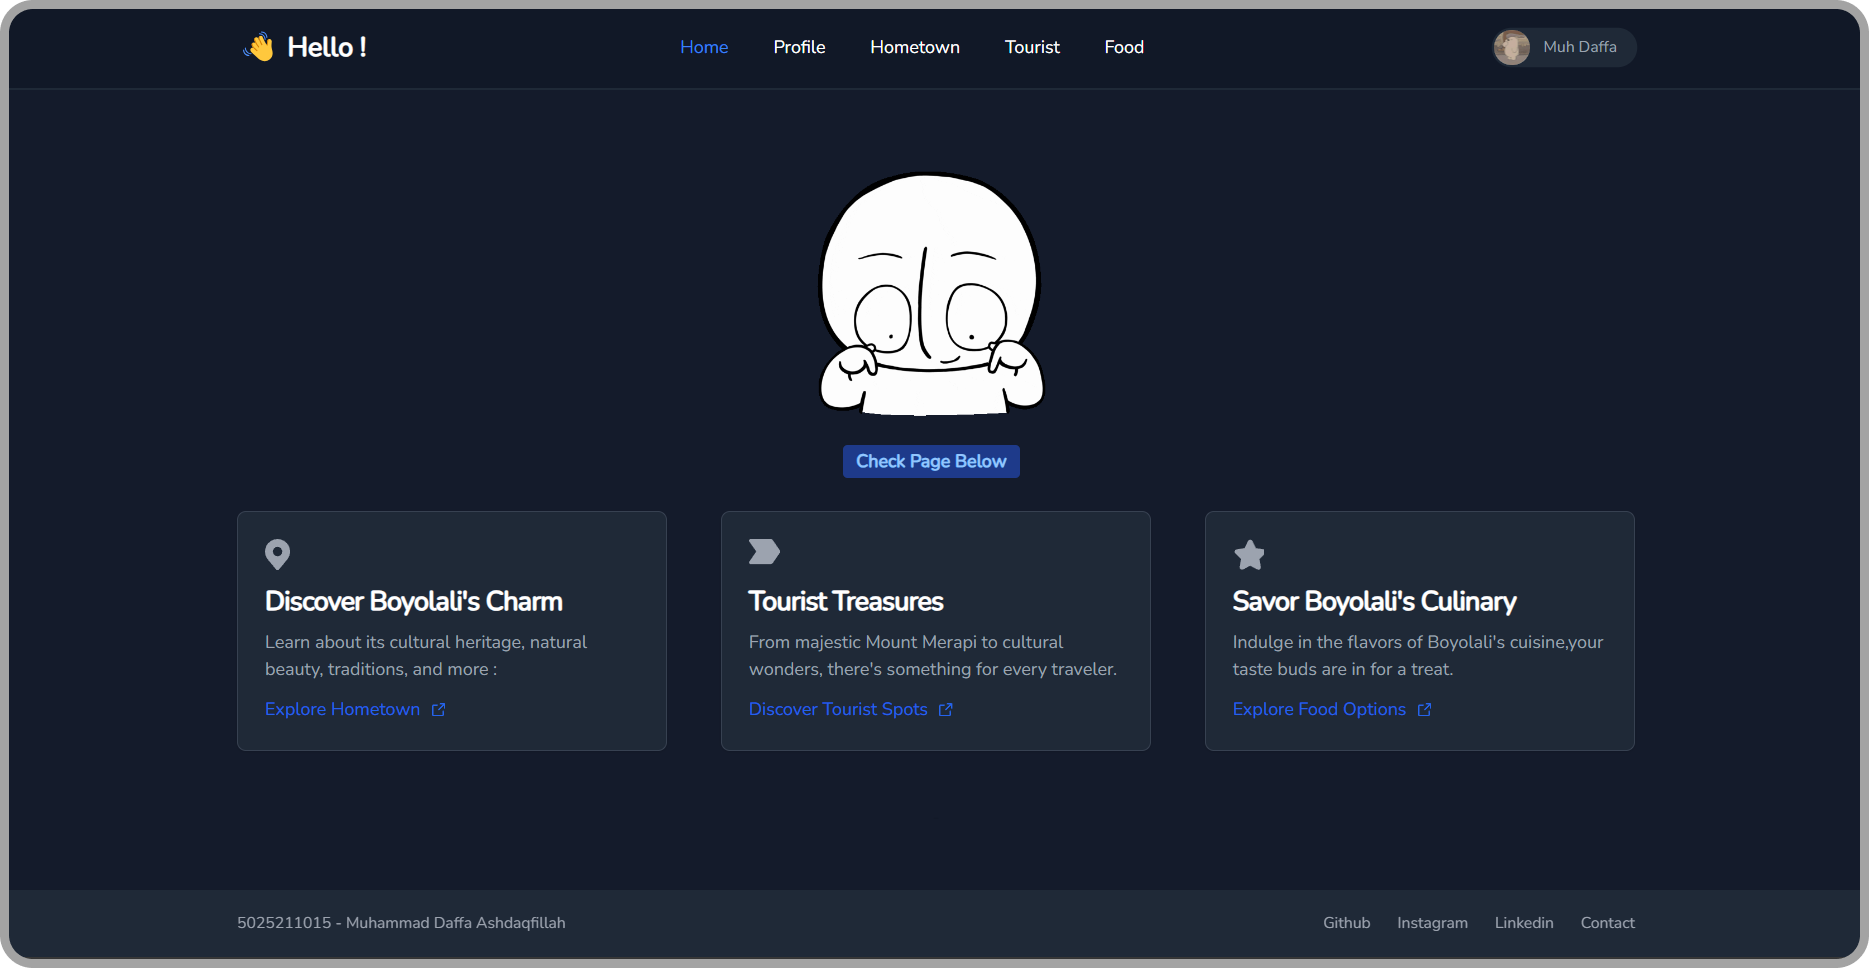 Hello !
Home Profile Hometown Tourist Food
Muh Daffa
Check Page Below
Discover Boyolali's Charm
Learn about its cultural heritage, natural
beauty, traditions, and more :
Explore Hometown
Tourist Treasures
From majestic Mount Merapi to cultural
wonders, there's something for every traveler.
Discover Tourist Spots
Savor Boyolali's Culinary
Indulge in the flavors of Boyolali's cuisine,your
taste buds are in for a treat.
Explore Food Options
5025211015 - Muhammad Daffa Ashdaqfillah
Github Instagram Linkedin Contact